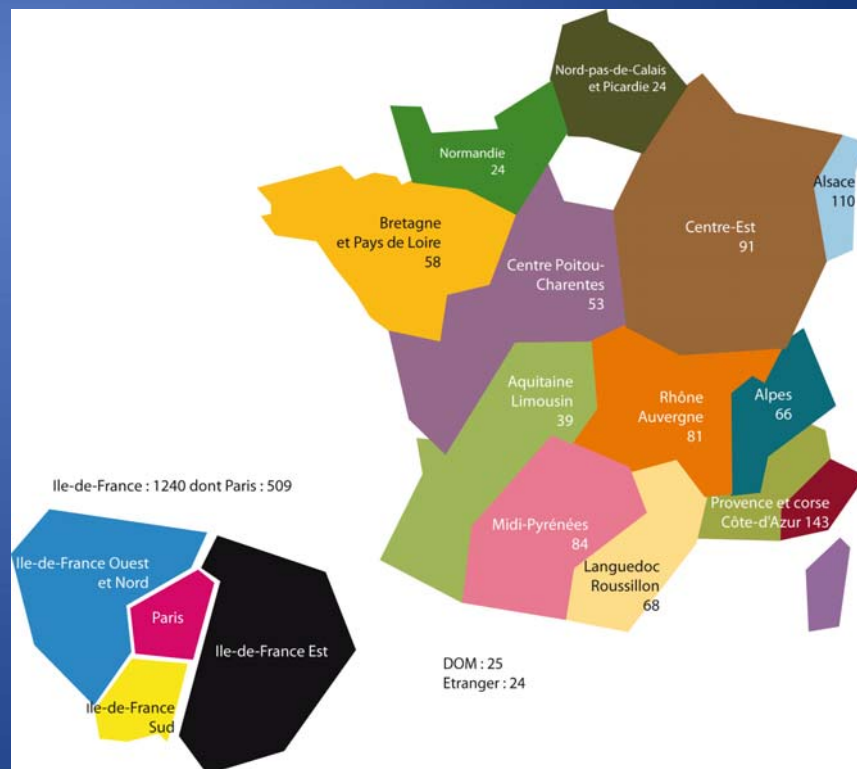 Nord-pas-de-Calais
et Picardie 24
Normandie
24
Alsace
110
Bretagne
et Pays de Loire
58
Centre-Est
91
Centre Poitou-
Charentes
53
Aquitaine
Limousin
39
Rhône
Auvergne
81
Alpes
66
Ile-de-France : 1240 dont Paris : 509
Provence et corse
Côte-d'Azur 143
Midi-Pyrénées
84
Languedoc
Roussillon
68
Ile-de-France Ouest
et Nord
Paris
Ile-de-France Est
Ile-de-France
Sud
DOM : 25
Etranger : 24